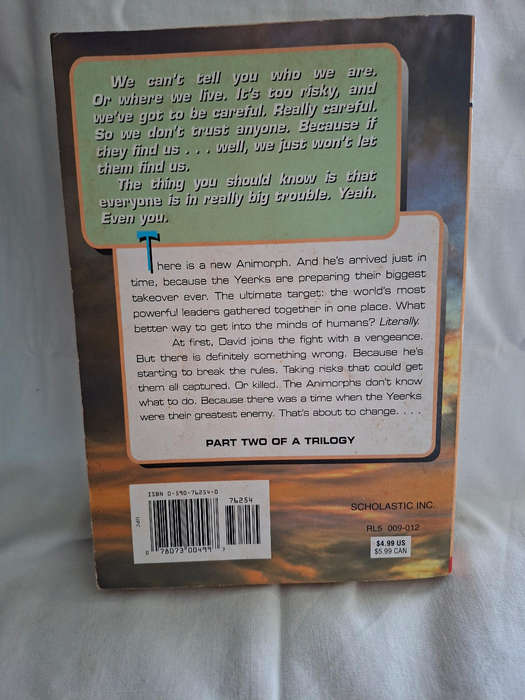 We can't tell you who we are.
Or where we live. It's too risky, and
we've got to be careful. Really careful.
So we don't trust anyone. Because if
they find us . . . well, we just won't let
them find us.
The thing you should know is that
everyone is in really big trouble. Yeah.
Even you.
There is a new Animorph. And he's arrived just in
time, because the Yeerks are preparing their biggest
takeover ever. The ultimate target: the world's most
powerful leaders gathered together in one place. What
better way to get into the minds of humans? Literally.
At first, David joins the fight with a vengeance.
But there is definitely something wrong. Because he's
starting to break the rules. Taking risks that could get
them all captured. Or killed. The Animorphs don't know
what to do. Because there was a time when the Yeerks
were their greatest enemy. That's about to change. . . .
PART TWO OF A TRILOGY
ISBN 0-590-76254-0
76254
0 78073 00499 7
SCHOLASTIC INC.
RL5 009-012
$4.99 US
$5.99 CAN